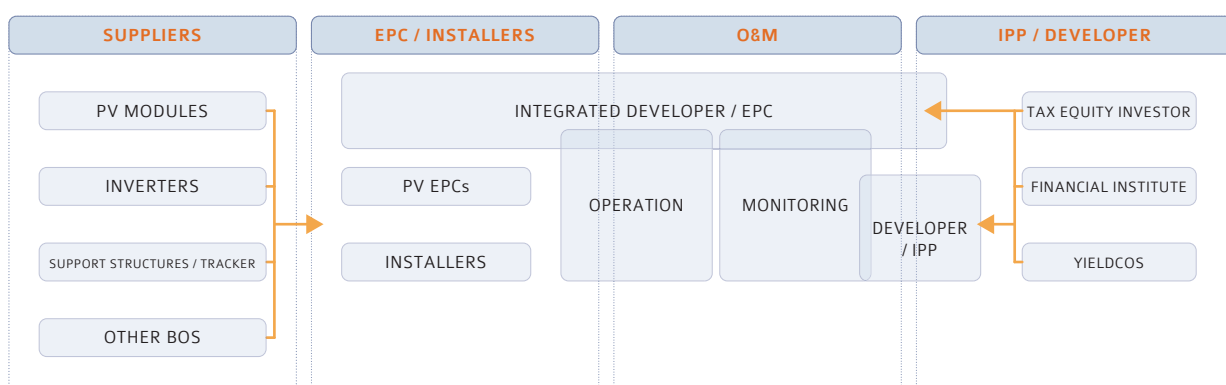 SUPPLIERS
EPC / INSTALLERS
O&M
IPP / DEVELOPER
PV MODULES
INVERTERS
SUPPORT STRUCTURES / TRACKER
OTHER BOS
INTEGRATED DEVELOPER / EPC
PV EPCs
INSTALLERS
OPERATION
MONITORING
DEVELOPER
/ IPP
TAX EQUITY INVESTOR
FINANCIAL INSTITUTE
YIELDCOS